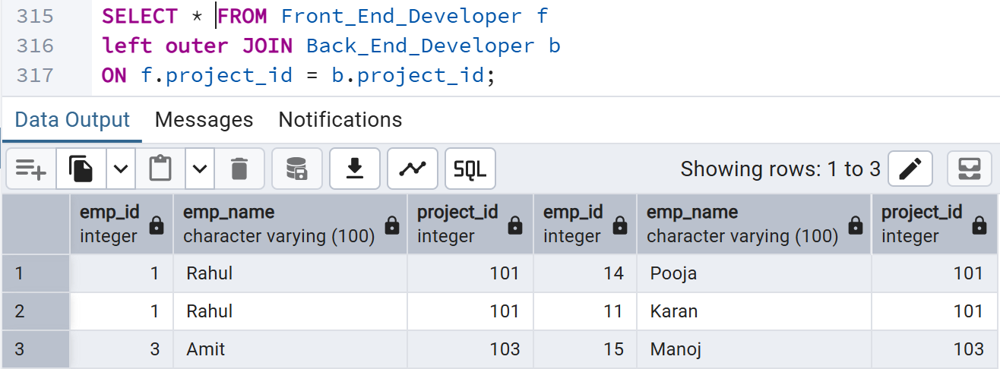 315 SELECT * FROM Front_End_Developer f
316 left outer JOIN Back_End_Developer b
317 ON f.project_id = b.project_id;
Data Output Messages Notifications
SQL Showing rows: 1 to 3
emp_id emp_name project_id emp_id emp_name project_id
integer character varying (100) integer integer character varying (100) integer
1 1 Rahul 101 14 Pooja 101
2 1 Rahul 101 11 Karan 101
3 3 Amit 103 15 Manoj 103